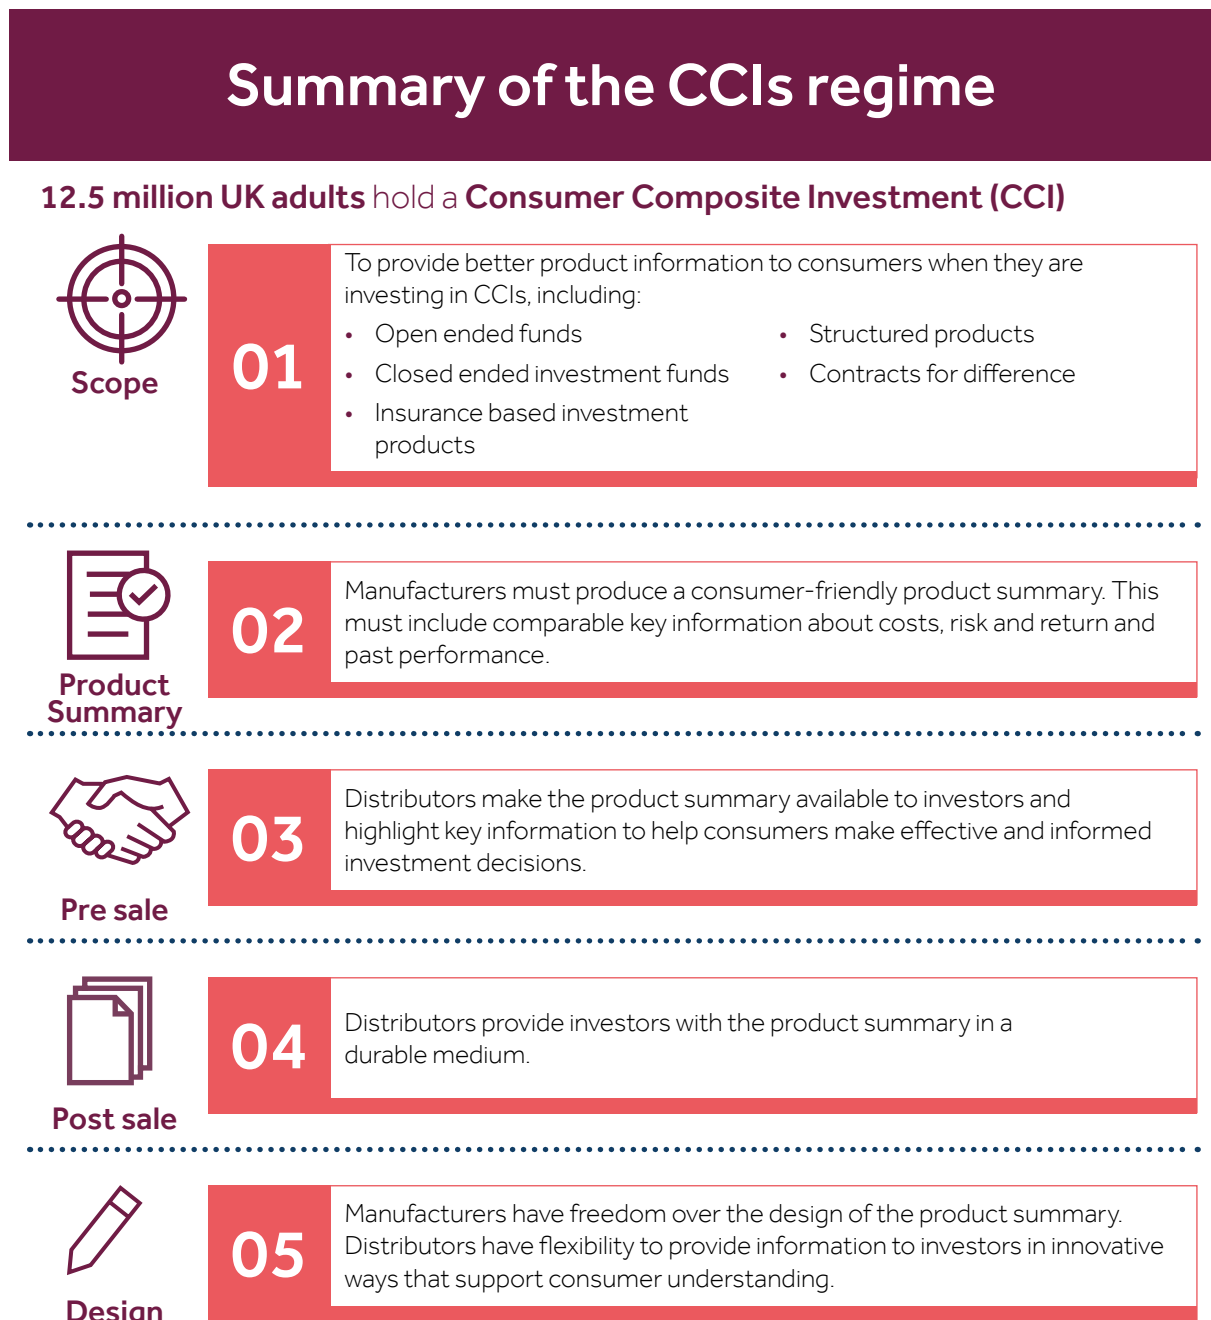 Summary of the CCIs regime
12.5 million UK adults hold a Consumer Composite Investment (CCI)
Scope
01
To provide better product information to consumers when they are
investing in CCIs, including:
• Open ended funds
• Closed ended investment funds
• Insurance based investment
products
• Structured products
• Contracts for difference
Product
Summary
02
Manufacturers must produce a consumer-friendly product summary. This
must include comparable key information about costs, risk and return and
past performance.
Pre sale
03
Distributors make the product summary available to investors and
highlight key information to help consumers make effective and informed
investment decisions.
Post sale
04
Distributors provide investors with the product summary in a
durable medium.
Design
05
Manufacturers have freedom over the design of the product summary.
Distributors have flexibility to provide information to investors in innovative
ways that support consumer understanding.